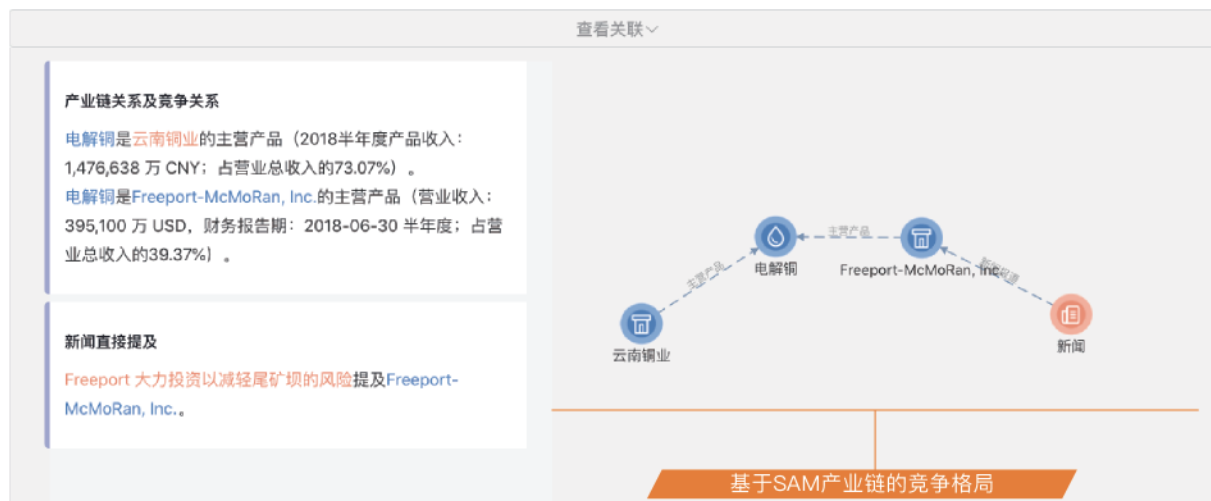 查看关联
产业链关系及竞争关系
电解铜是云南铜业的主营产品（2018半年度产品收入：
1,476,638 万 CNY；占营业总收入的73.07%）。
电解铜是Freeport-McMoRan, Inc.的主营产品（营业收入：
395,100 万 USD，财务报告期：2018-06-30 半年度；占营
业总收入的39.37%）。
新闻直接提及
Freeport 大力投资以减轻尾矿坝的风险提及Freeport-
McMoRan, Inc.。
主营产品
电解铜
Freeport-McMoRan, Inc.
主营产品
云南铜业
新闻
基于SAM产业链的竞争格局